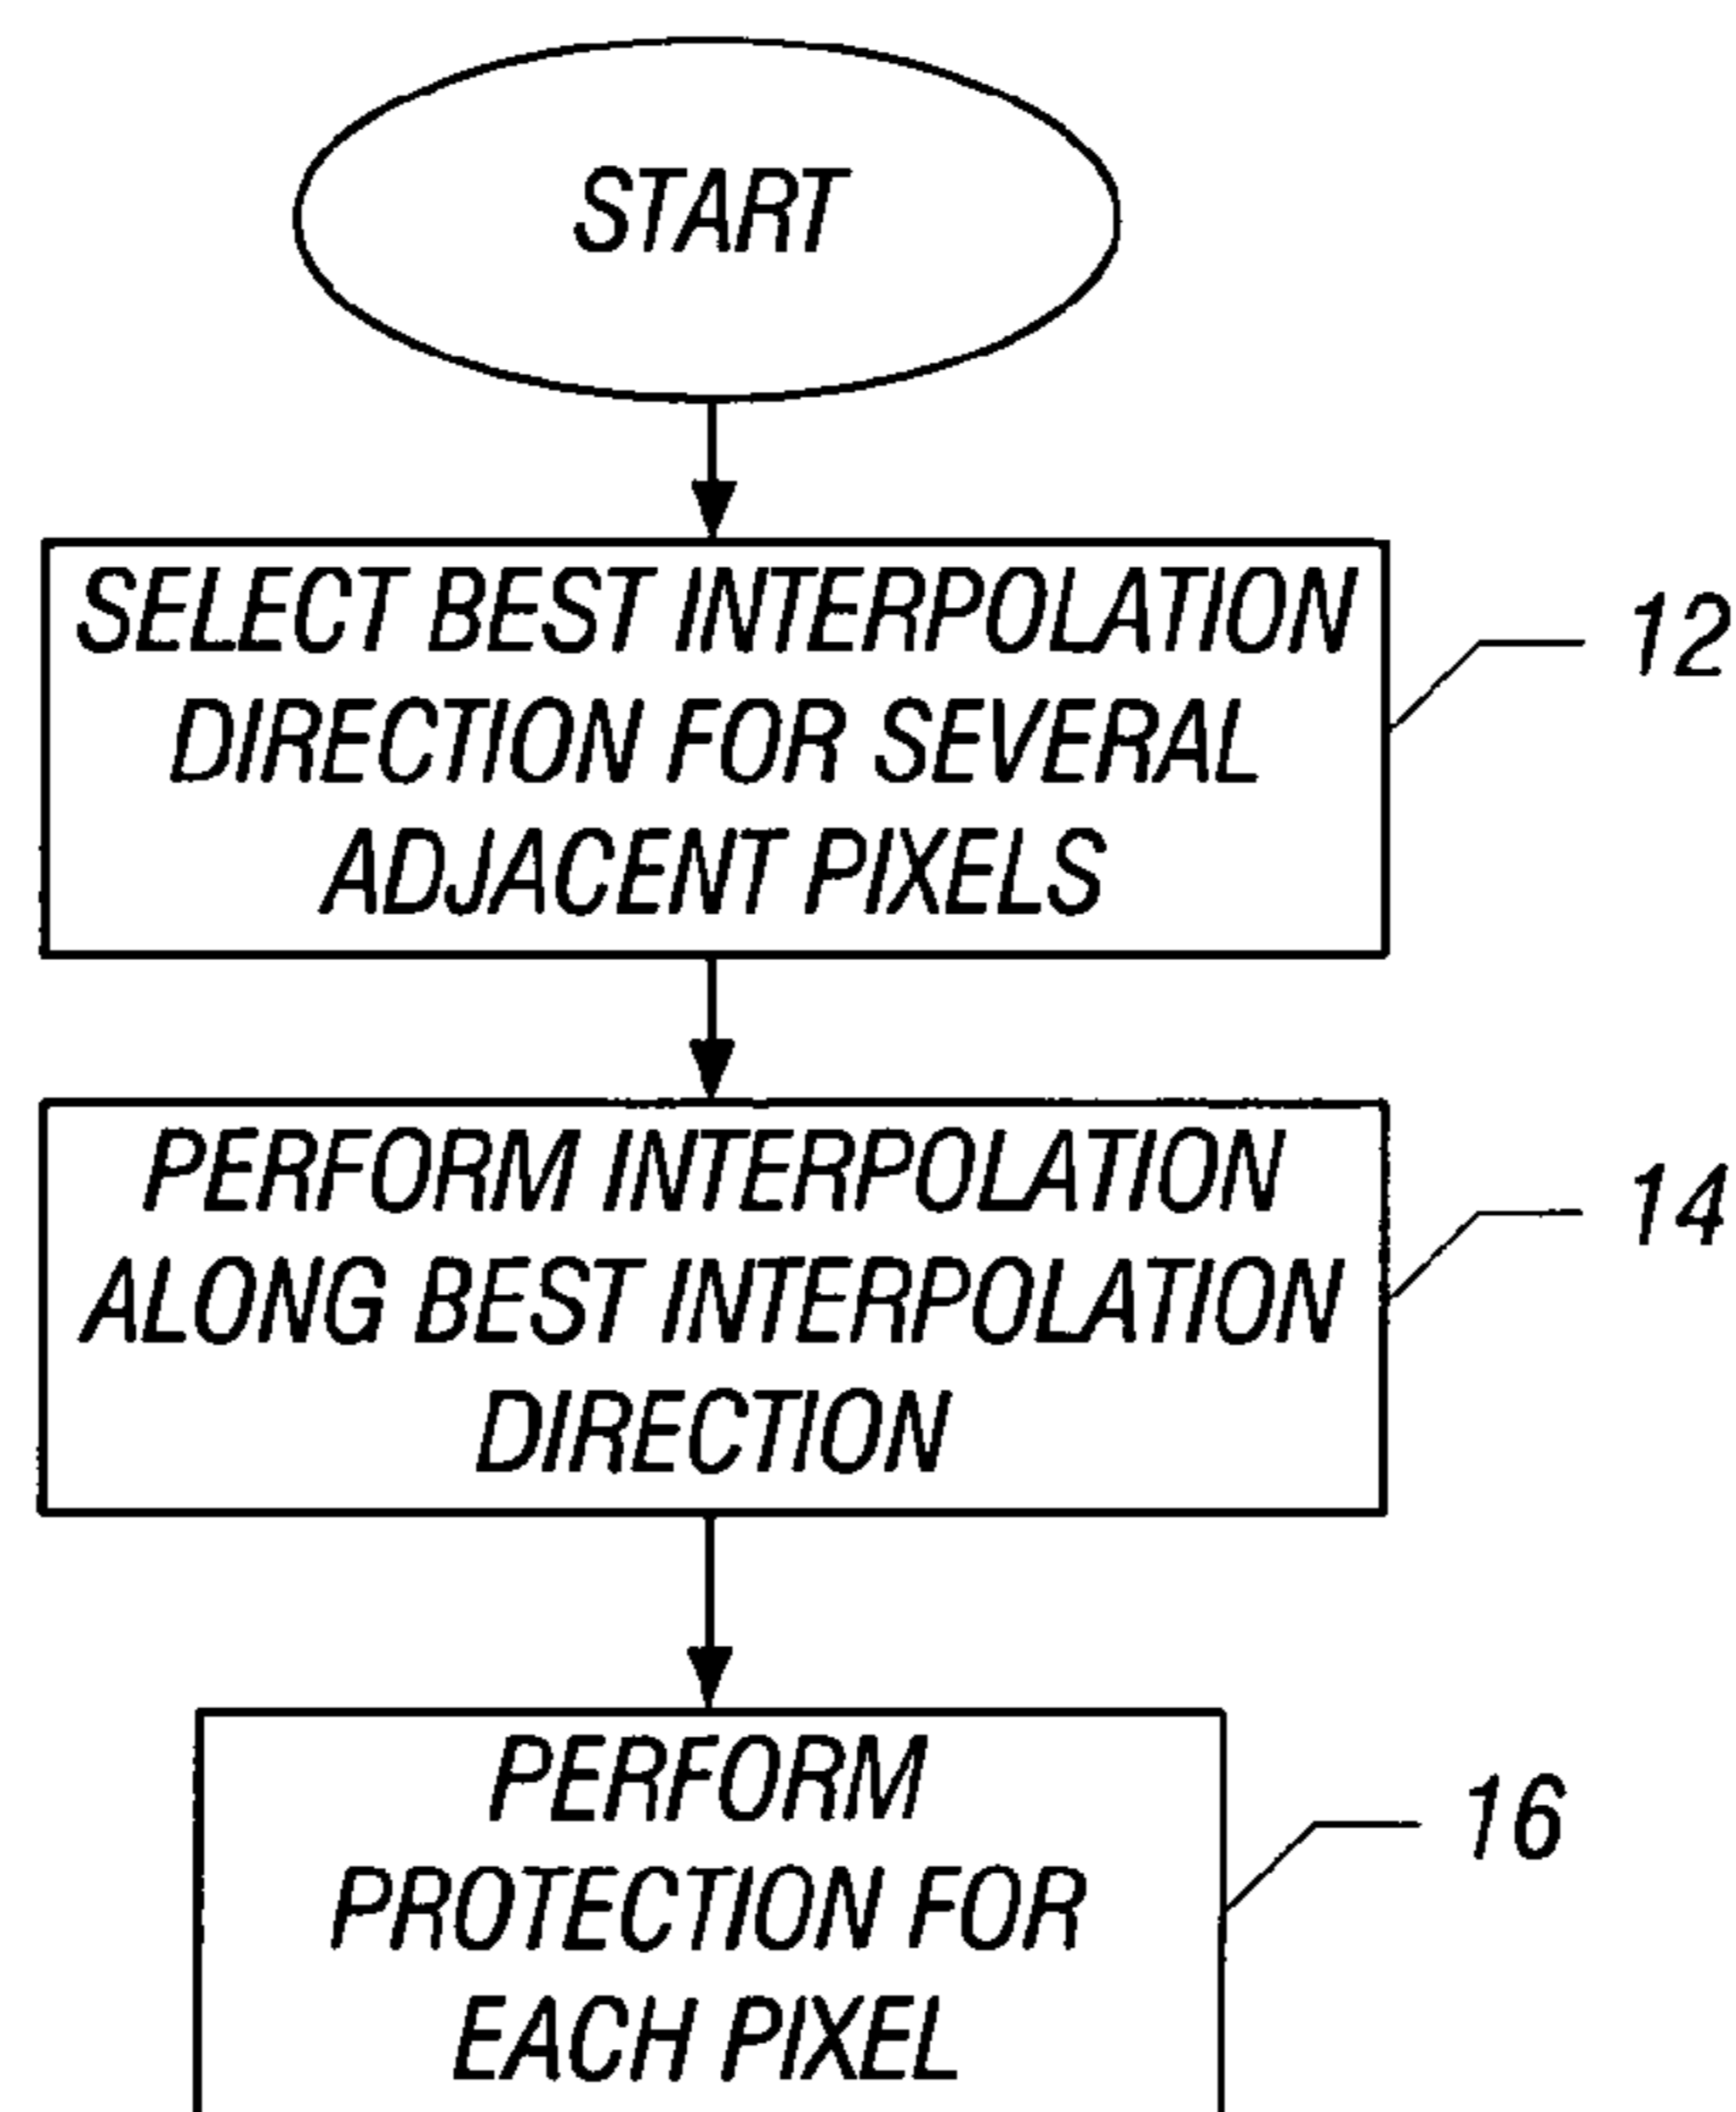 START
SELECT BEST INTERPOLATION
DIRECTION FOR SEVERAL
ADJACENT PIXELS
12
PERFORM INTERPOLATION
ALONG BEST INTERPOLATION
DIRECTION
14
PERFORM
PROTECTION FOR
EACH PIXEL
16